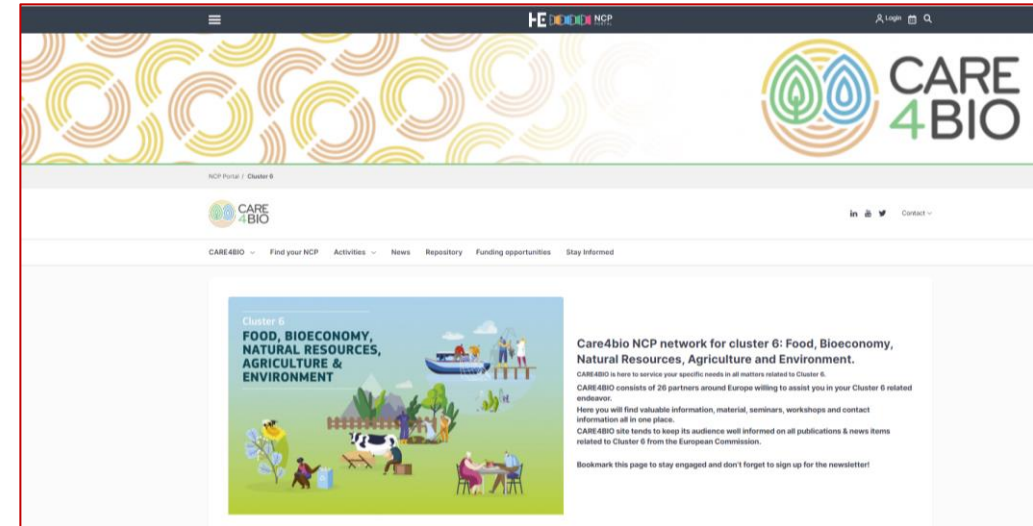 HE NCP
Login
CARE
4BIO
NCP Portal / Cluster 6
CARE
4BIO
in
Contact
CARE4BIO
Find your NCP
Activities
News
Repository
Funding opportunities
Stay Informed
Cluster 6
FOOD, BIOECONOMY,
NATURAL RESOURCES,
AGRICULTURE &
ENVIRONMENT
Care4bio NCP network for cluster 6: Food, Bioeconomy,
Natural Resources, Agriculture and Environment.
CARE4BIO is here to service your specific needs in all matters related to Cluster 6.
CARE4BIO consists of 26 partners around Europe willing to assist you in your Cluster 6 related
endeavor.
Here you will find valuable information, material, seminars, workshops and contact
information all in one place.
CARE4BIO site tends to keep its audience well informed on all publications & news items
related to Cluster 6 from the European Commission.
Bookmark this page to stay engaged and don't forget to sign up for the newsletter!